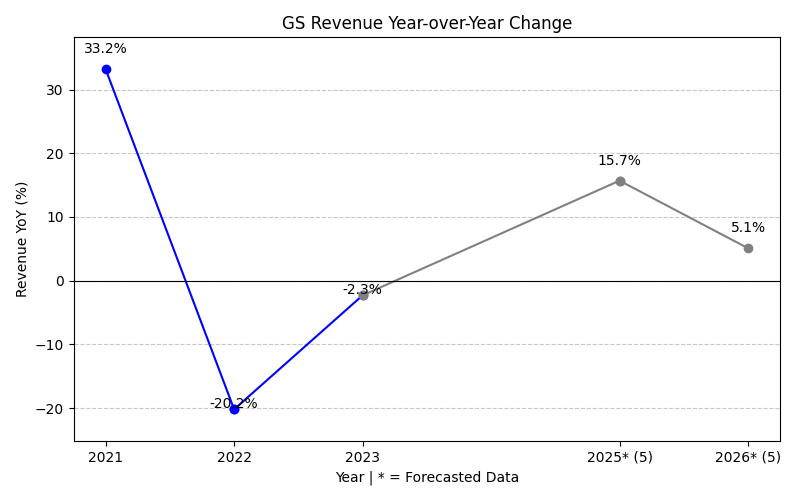 GS Revenue Year-over-Year Change
33.2%
30
20
15.7%
10
5.1%
0
-2.3%
−10
-20.2%
−20
Revenue YoY (%)
2021 2022 2023 2025* (5) 2026* (5)
Year | * = Forecasted Data